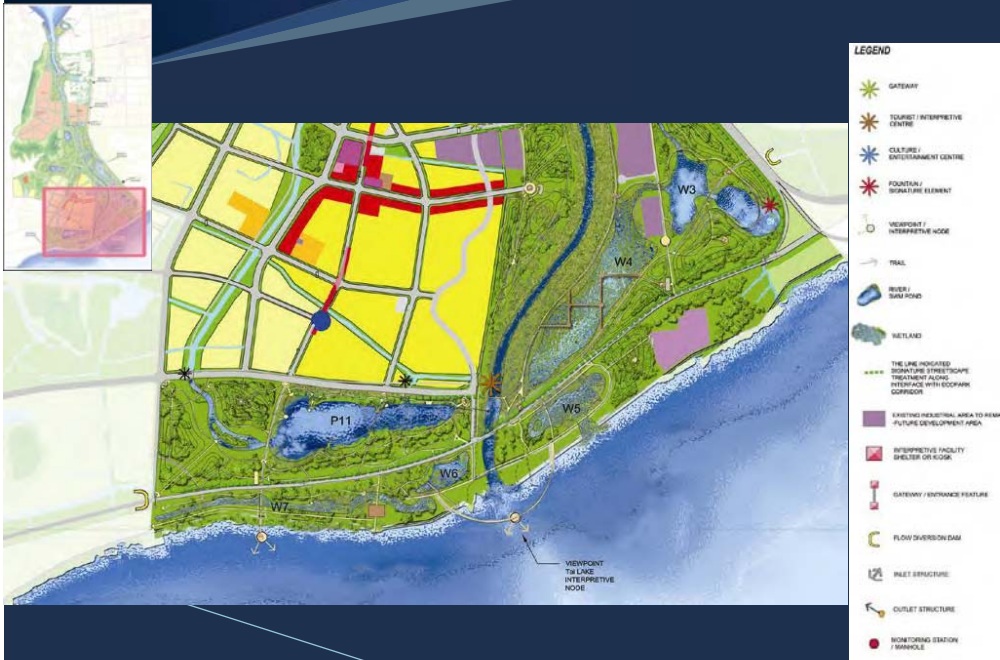 W3
W4
W5
P11
W6
W7
VIEWPOINT
Tai LAKE
INTERPRETIVE
NODE
LEGEND
GATEWAY
TOURIST / INTERPRETIVE
CENTRE
CULTURE /
ENTERTAINMENT CENTRE
FOUNTIAN /
SIGNATURE ELEMENT
VIEWPOINT /
INTERPRETIVE NODE
TRAIL
RIVER /
SWM POND
WETLAND
THE LINE INDICATED
SIGNATURE STREETSCAPE
TREATMENT ALONG
INTERFACE WITH ECOPARK
CORRIDOR
EXISTING INDUSTRIAL AREA TO REMA
-FUTURE DEVELOPMENT AREA
INTERPRETIVE FACILITY
SHELTER OR KIOSK
GATEWAY / ENTRANCE FEATURE
FLOW DIVERSION DAM
INLET STRUCTURE
OUTLET STRUCTURE
MONITORING STATION
/ MANHOLE